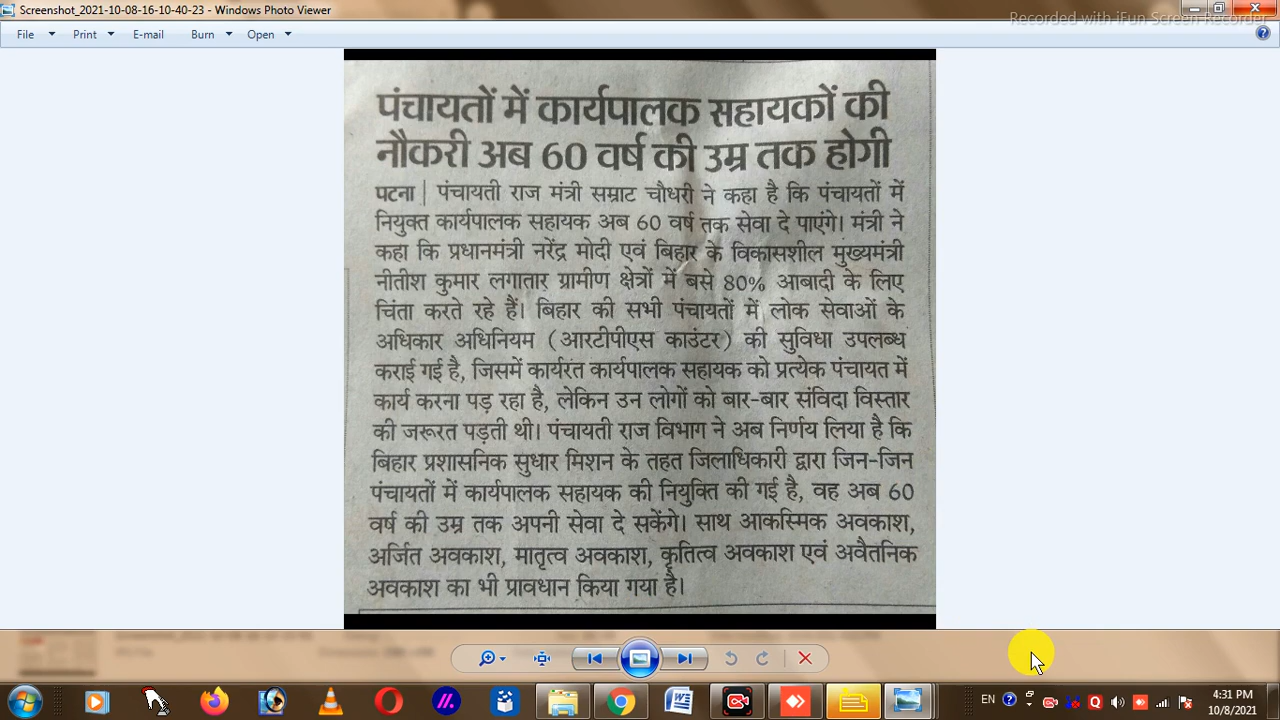 Screenshot_2021-10-08-16-10-40-23 - Windows Photo Viewer
Recorded with iFun Screen Recorder
File Print E-mail Burn Open
पंचायतों में कार्यपालक सहायकों की
नौकरी अब 60 वर्ष की उम्र तक होगी
पटना | पंचायती राज मंत्री सम्राट चौधरी ने कहा है कि पंचायतों में
नियुक्त कार्यपालक सहायक अब 60 वर्ष तक सेवा दे पाएंगे। मंत्री ने
कहा कि प्रधानमंत्री नरेंद्र मोदी एवं बिहार के विकासशील मुख्यमंत्री
नीतीश कुमार लगातार ग्रामीण क्षेत्रों में बसे 80% आबादी के लिए
चिंता करते रहे हैं। बिहार की सभी पंचायतों में लोक सेवाओं के
अधिकार अधिनियम (आरटीपीएस काउंटर) की सुविधा उपलब्ध
कराई गई है, जिसमें कार्यरत कार्यपालक सहायक को प्रत्येक पंचायत में
कार्य करना पड़ रहा है, लेकिन उन लोगों को बार-बार संविदा विस्तार
की जरूरत पड़ती थी। पंचायती राज विभाग ने अब निर्णय लिया है कि
बिहार प्रशासनिक सुधार मिशन के तहत जिलाधिकारी द्वारा जिन-जिन
पंचायतों में कार्यपालक सहायक की नियुक्ति की गई है, वह अब 60
वर्ष की उम्र तक अपनी सेवा दे सकेंगे। साथ आकस्मिक अवकाश,
अर्जित अवकाश, मातृत्व अवकाश, कृतित्व अवकाश एवं अवैतनिक
अवकाश का भी प्रावधान किया गया है।
EN
4:31 PM
10/8/2021